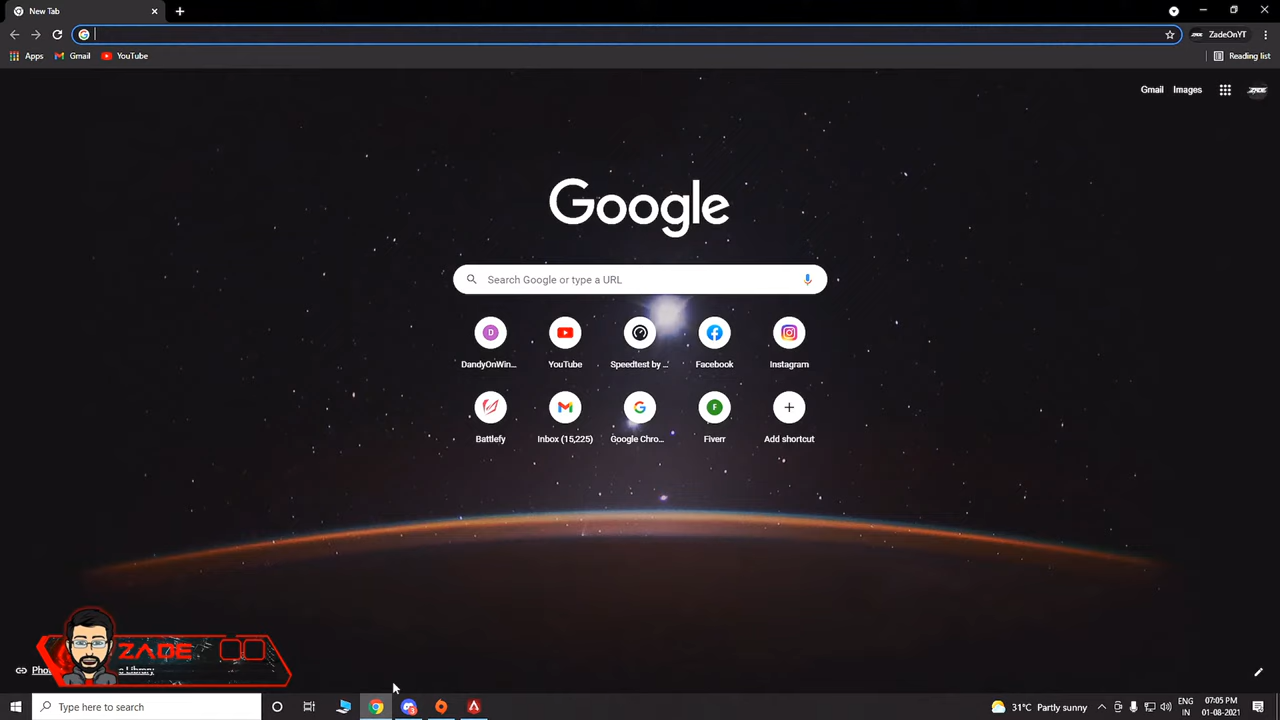 New Tab
ZadeOnYT
Apps
Gmail
YouTube
Reading list
Gmail
Images
ZADE
Google
Search Google or type a URL
DandyOnWin...
YouTube
Speedtest by ...
Facebook
Instagram
Battlefy
Inbox (15,225)
Google Chro...
Fiverr
Add shortcut
ZADE
Type here to search
31°C Partly sunny
ENG
IN
07:05 PM
01-08-2021